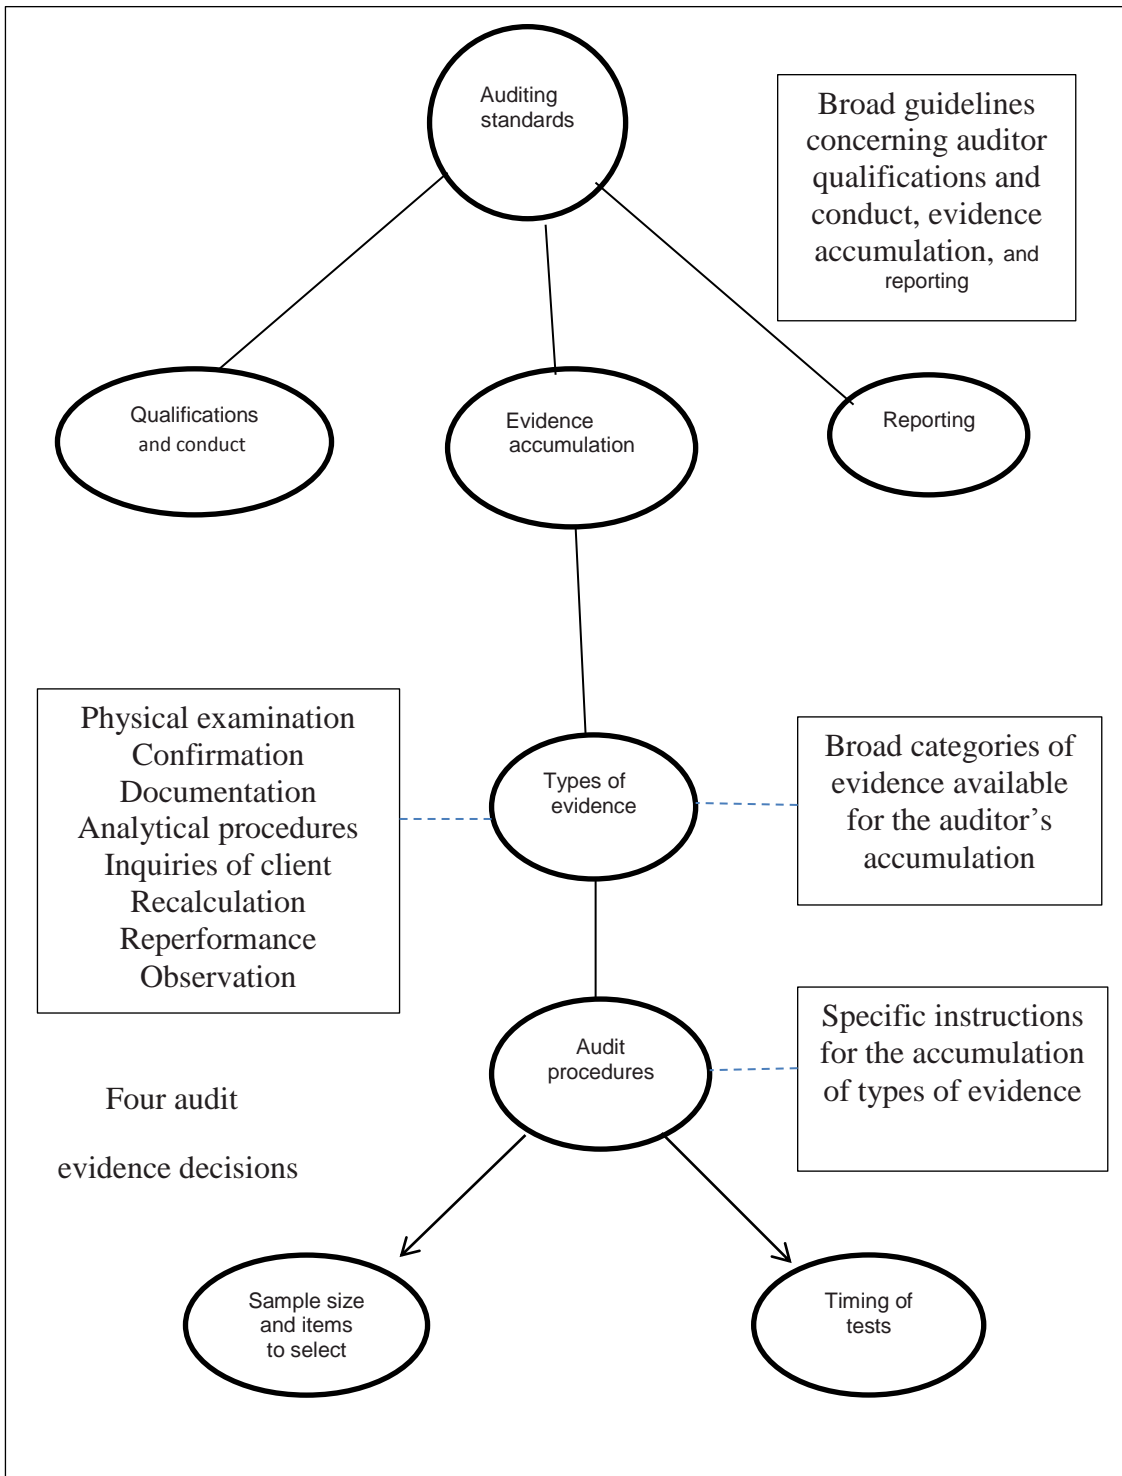 Auditing
standards
Broad guidelines
concerning auditor
qualifications and
conduct, evidence
accumulation, and
reporting
Qualifications
and conduct
Evidence
accumulation
Reporting
Physical examination
Confirmation
Documentation
Analytical procedures
Inquiries of client
Recalculation
Reperformance
Observation
Types of
evidence
Broad categories of
evidence available
for the auditor’s
accumulation
Audit
procedures
Specific instructions
for the accumulation
of types of evidence
Four audit
evidence decisions
Sample size
and items
to select
Timing of
tests